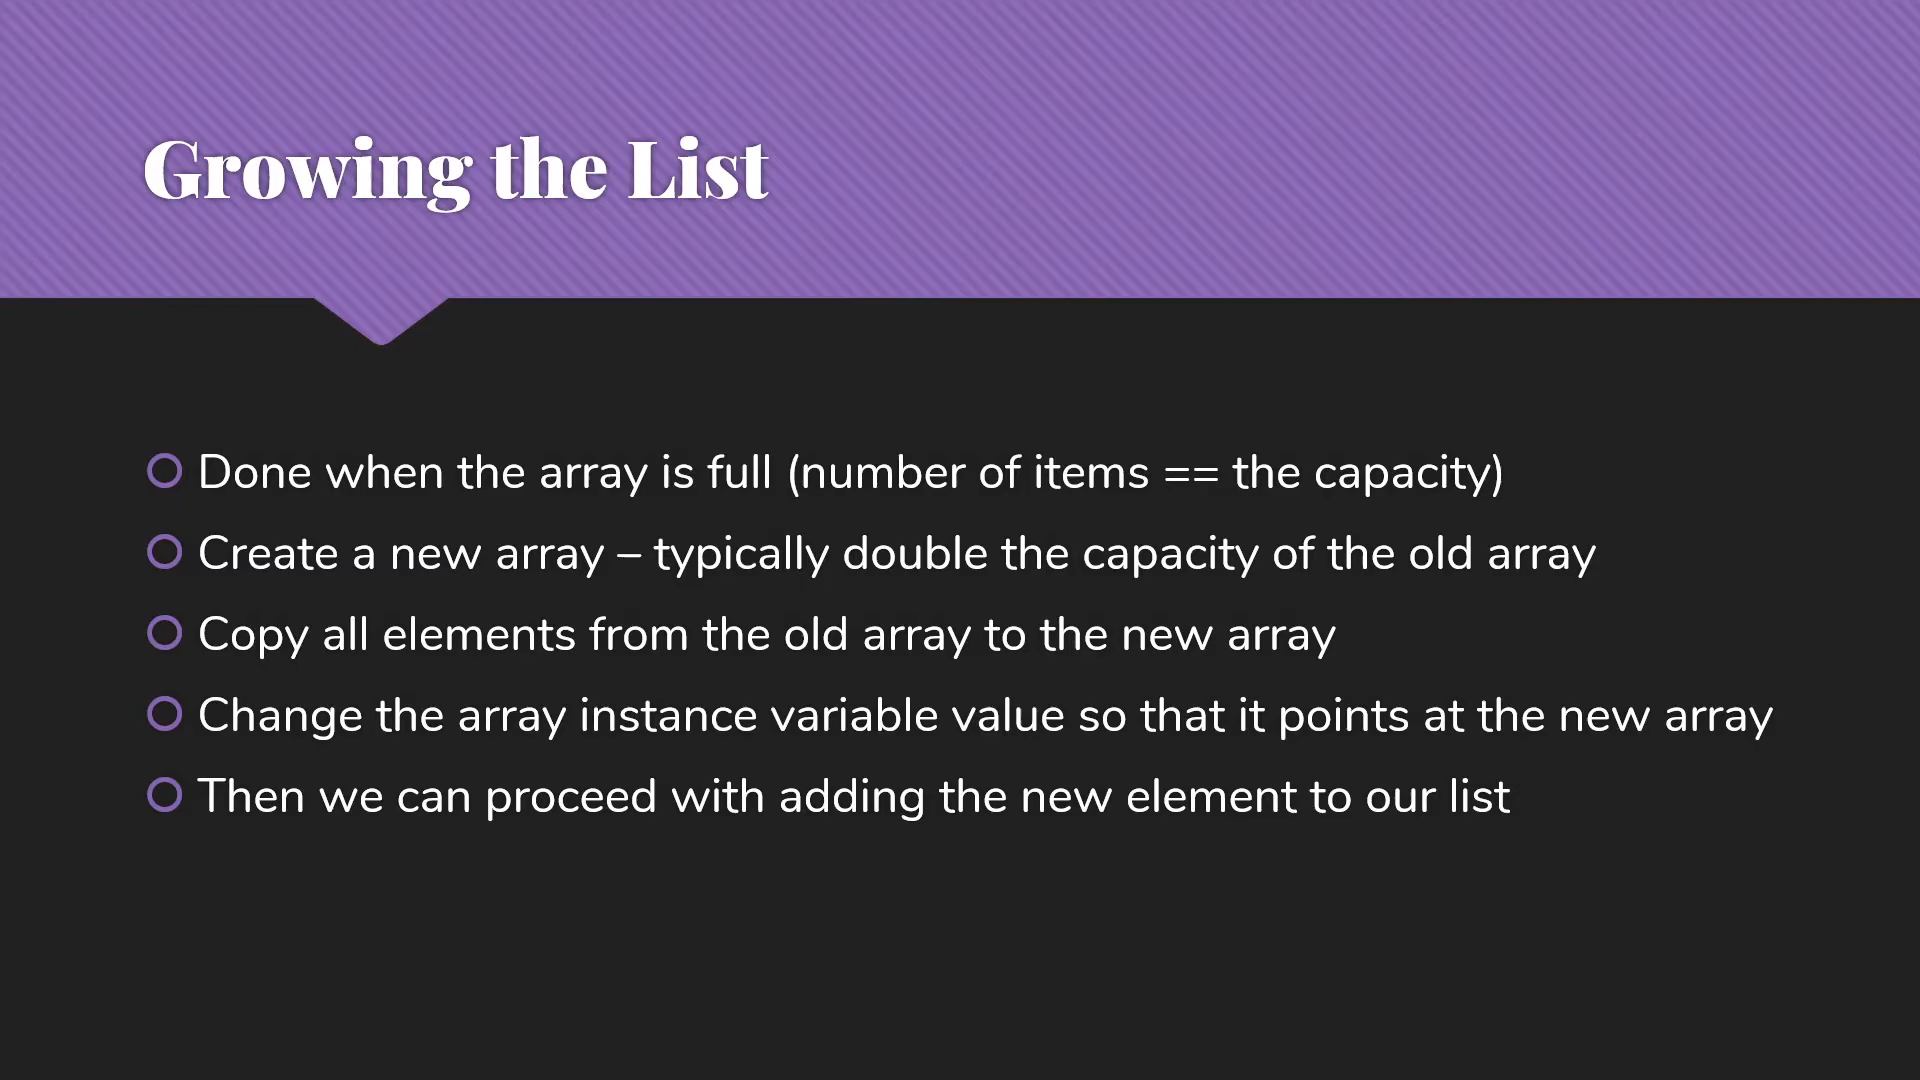 Growing the List
Done when the array is full (number of items == the capacity)
Create a new array – typically double the capacity of the old array
Copy all elements from the old array to the new array
Change the array instance variable value so that it points at the new array
Then we can proceed with adding the new element to our list